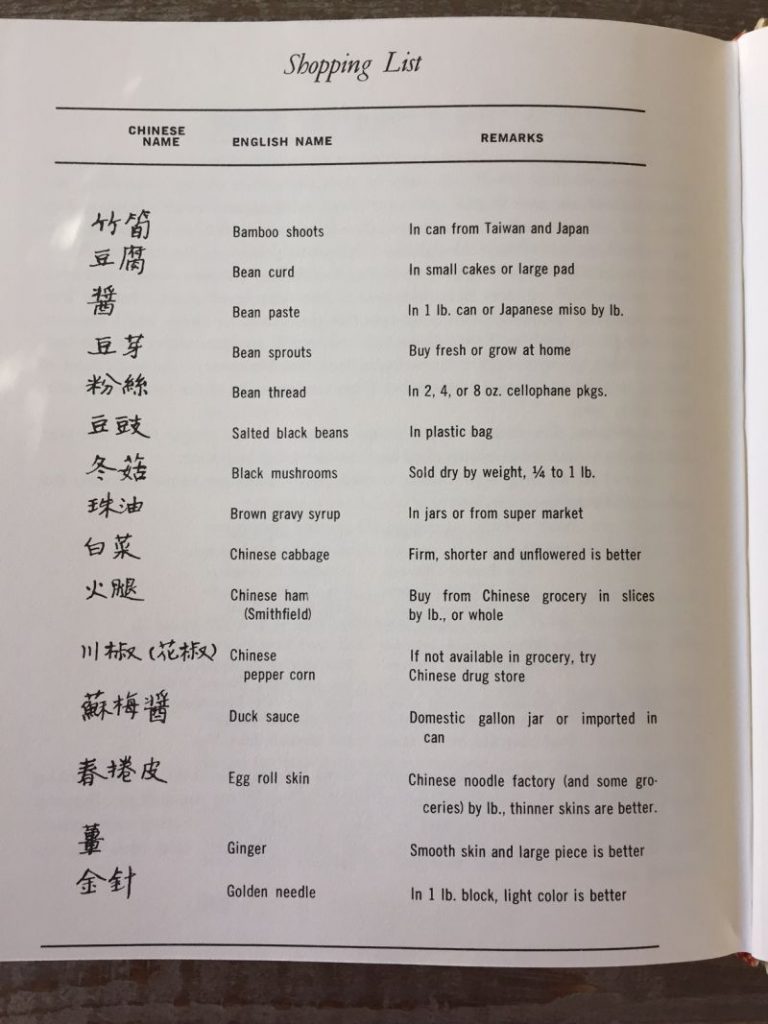 Shopping List
CHINESE NAME ENGLISH NAME REMARKS
竹筍 Bamboo shoots In can from Taiwan and Japan
豆腐 Bean curd In small cakes or large pad
醬 Bean paste In 1 lb. can or Japanese miso by lb.
豆芽 Bean sprouts Buy fresh or grow at home
粉絲 Bean thread In 2, 4, or 8 oz. cellophane pkgs.
豆豉 Salted black beans In plastic bag
冬菇 Black mushrooms Sold dry by weight, ¼ to 1 lb.
珠油 Brown gravy syrup In jars or from super market
白菜 Chinese cabbage Firm, shorter and unflowered is better
火腿 Chinese ham Buy from Chinese grocery in slices
(Smithfield) by lb., or whole
川椒(花椒) Chinese If not available in grocery, try
pepper corn Chinese drug store
蘇梅醬 Duck sauce Domestic gallon jar or imported in
can
春捲皮 Egg roll skin Chinese noodle factory (and some gro-
ceries) by lb., thinner skins are better.
薑 Ginger Smooth skin and large piece is better
金針 Golden needle In 1 lb. block, light color is better